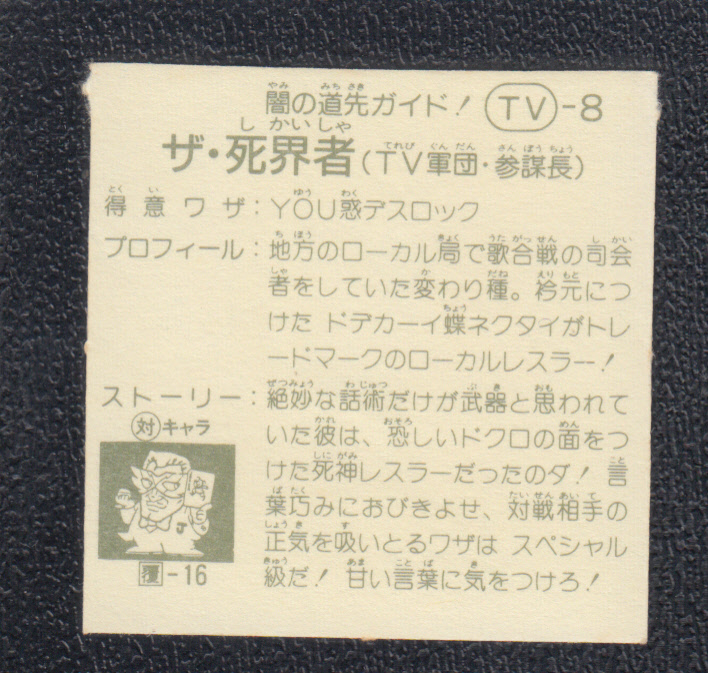 闇の道先ガイド! TV-8
ザ・死界者(TV軍団・参謀長)
得意ワザ:YOU惑デスロック
プロフィール:地方のローカル局で歌合戦の司会
者をしていた変わり種。衿元につ
けた ドデカーイ蝶ネクタイがトレ
ードマークのローカルレスラー!
ストーリー:絶妙な話術だけが武器と思われて
いた彼は、恐しいドクロの面をつ
けた死神レスラーだったのダ! 言
葉巧みにおびきよせ、対戦相手の
正気を吸いとるワザは スペシャル
級だ! 甘い言葉に気をつけろ!
対キャラ
覆-16